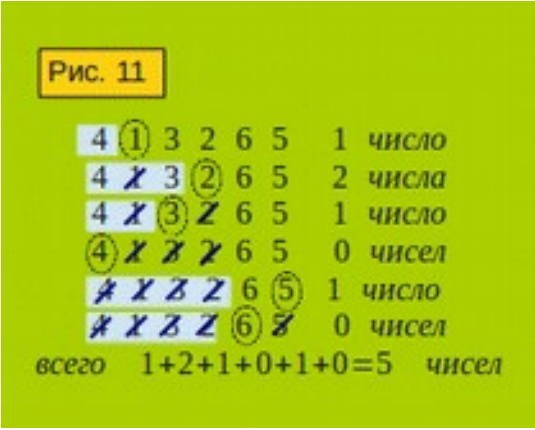 Рис. 11
4 1 3 2 6 5 1 число
4 1 3 2 6 5 2 числа
4 1 3 2 6 5 1 число
4 1 3 2 6 5 0 чисел
4 1 3 2 6 5 1 число
4 1 3 2 6 5 0 чисел
всего 1+2+1+0+1+0=5 чисел